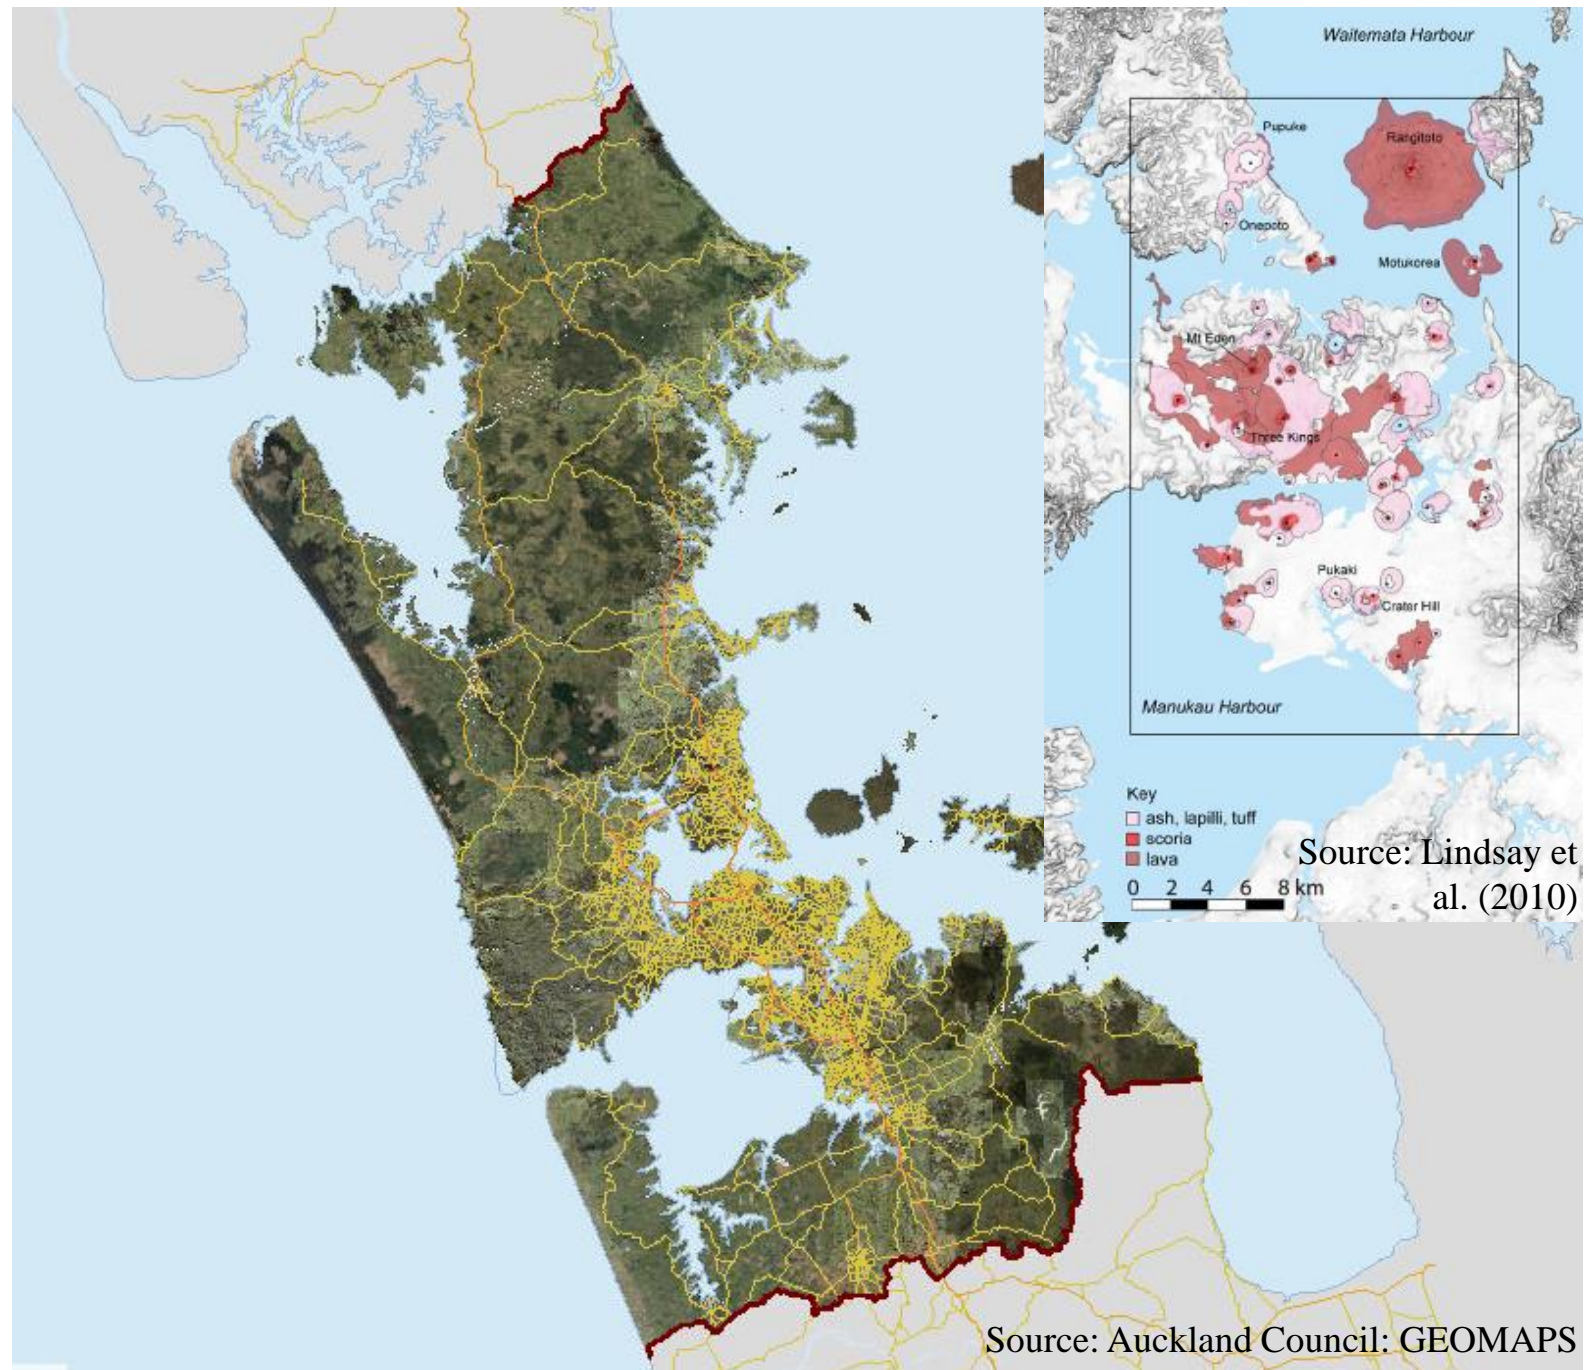 Waitemata Harbour
Pupuke
Rangitoto
Onepoto
Motukorea
Mt Eden
Three Kings
Pukaki
Crater Hill
Manukau Harbour
Key
ash, lapilli, tuff
scoria
lava
0 2 4 6 8 km
Source: Lindsay et
al. (2010)
Source: Auckland Council: GEOMAPS